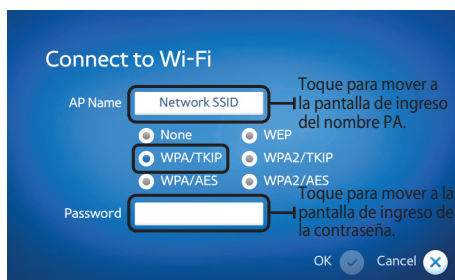 Connect to Wi-Fi
AP Name
Network SSID
Toque para mover a
la pantalla de ingreso
del nombre PA.
None
WEP
WPA/TKIP
WPA2/TKIP
WPA/AES
WPA2/AES
Password
Toque para mover a la
pantalla de ingreso de
la contraseña.
OK
Cancel